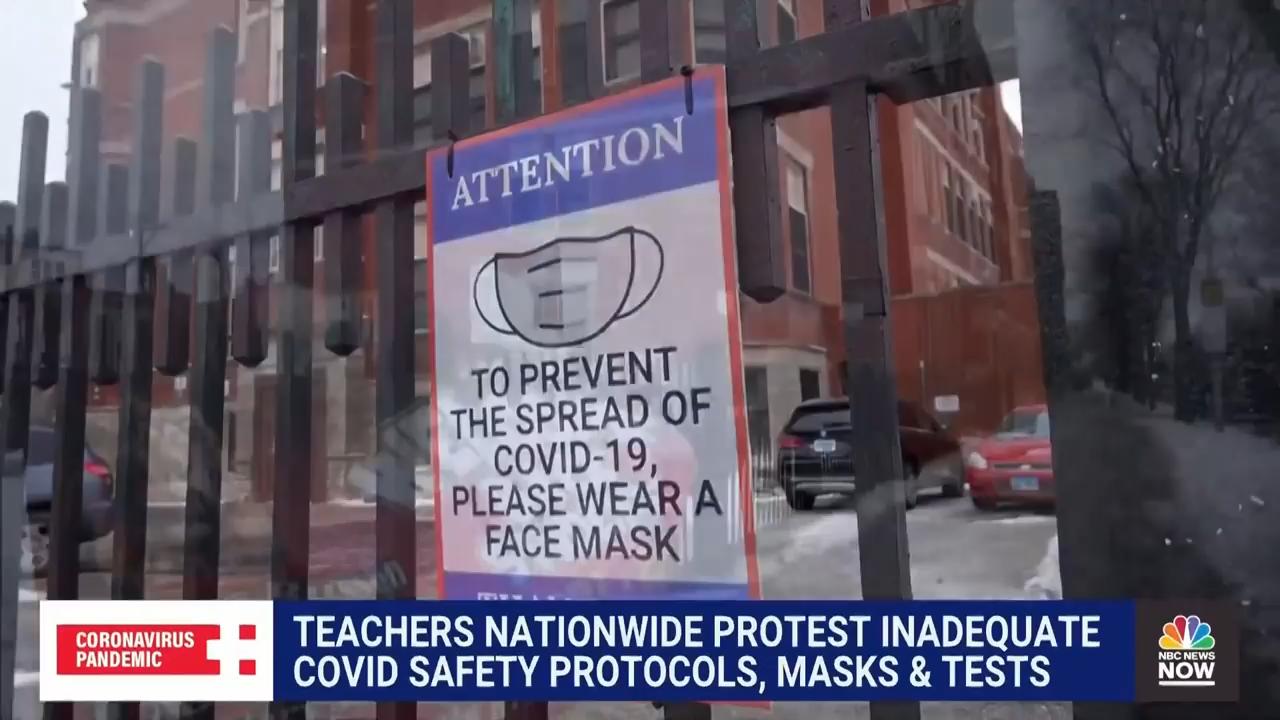 ATTENTION
TO PREVENT
THE SPREAD OF
COVID-19,
PLEASE WEAR A
FACE MASK
CORONAVIRUS
PANDEMIC
TEACHERS NATIONWIDE PROTEST INADEQUATE
COVID SAFETY PROTOCOLS, MASKS & TESTS
NBC NEWS
NOW